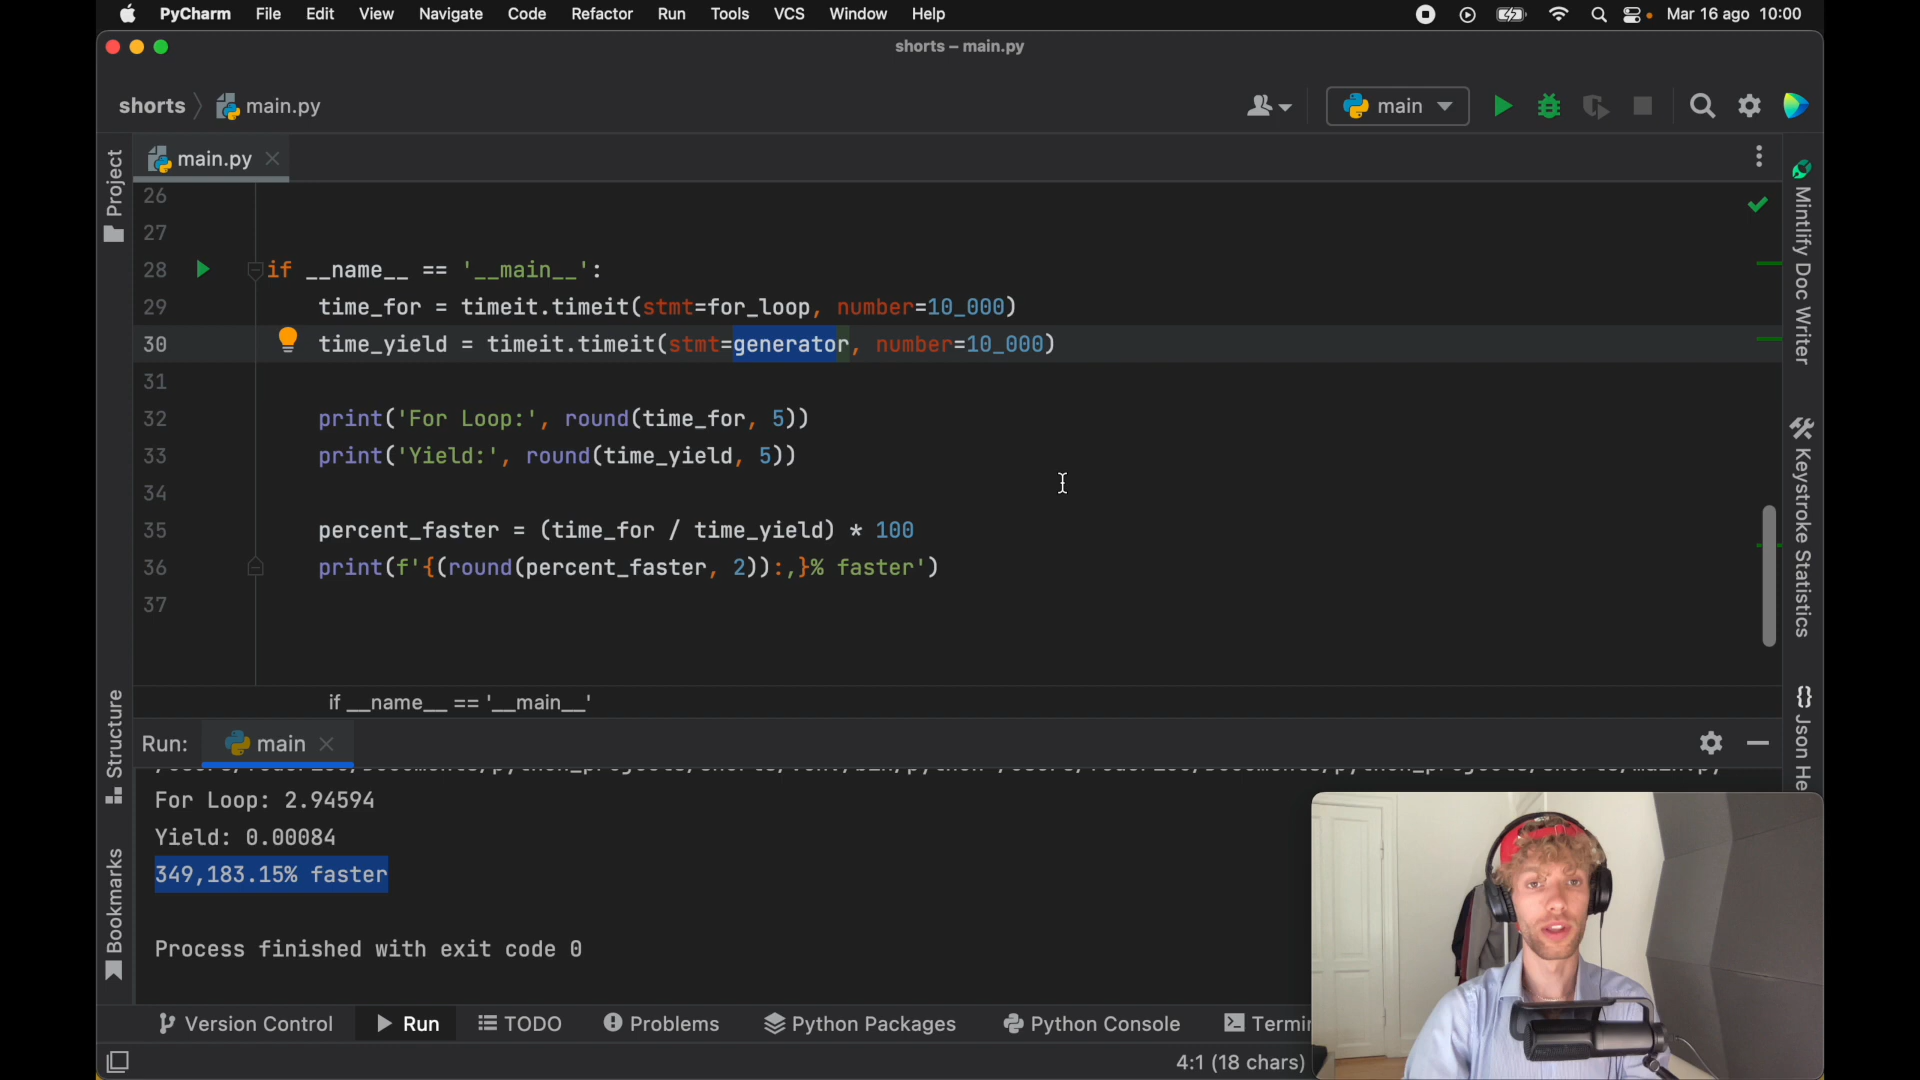 PyCharm File Edit View Navigate Code Refactor Run Tools VCS Window Help Mar 16 ago 10:00
shorts – main.py
shorts main.py main
main.py
Project
26
27
28 if __name__ == '__main__':
29 time_for = timeit.timeit(stmt=for_loop, number=10_000)
30 time_yield = timeit.timeit(stmt=generator, number=10_000)
31
32 print('For Loop:', round(time_for, 5))
33 print('Yield:', round(time_yield, 5))
34
35 percent_faster = (time_for / time_yield) * 100
36 print(f'{(round(percent_faster, 2)):,}% faster')
37
if __name__ == '__main__'
Mintlify Doc Writer
Keystroke Statistics
{} Json He
Structure
Bookmarks
Run: main
For Loop: 2.94594
Yield: 0.00084
349,183.15% faster
Process finished with exit code 0
Version Control Run TODO Problems Python Packages Python Console Termi
4:1 (18 chars)